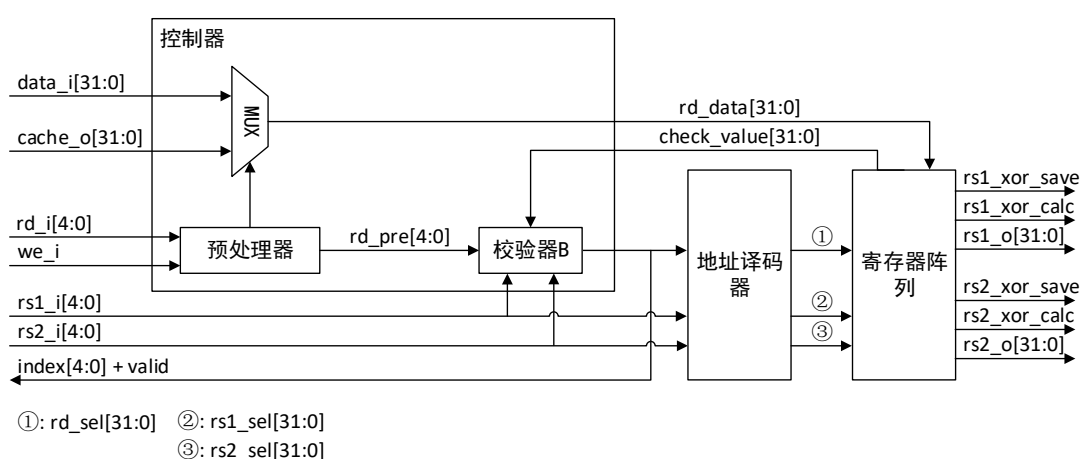 控制器
data_i[31:0]
MUX
rd_data[31:0]
cache_o[31:0]
check_value[31:0]
rs1_xor_save
rs1_xor_calc
rs1_o[31:0]
rd_i[4:0]
we_i
预处理器
rd_pre[4:0]
校验器B
地址译码
器
①
②
③
寄存器阵
列
rs2_xor_save
rs2_xor_calc
rs2_o[31:0]
rs1_i[4:0]
rs2_i[4:0]
index[4:0] + valid
①: rd_sel[31:0] ②: rs1_sel[31:0]
③: rs2_sel[31:0]